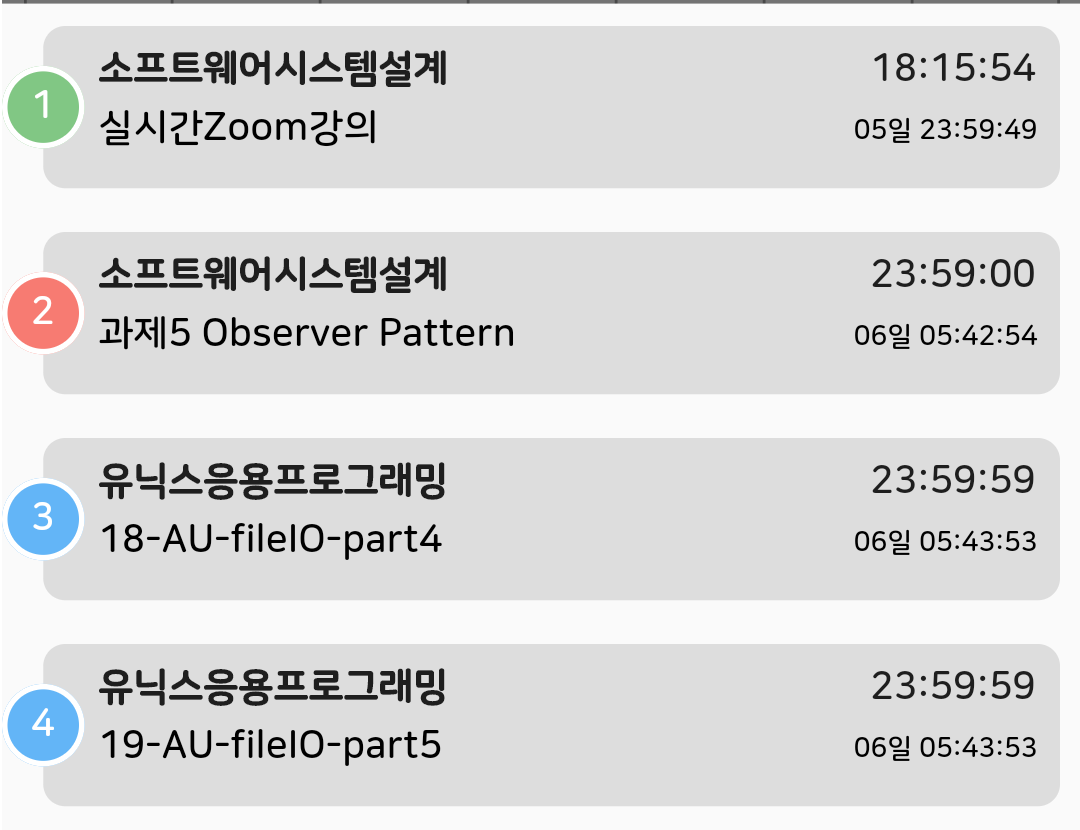 1
소프트웨어시스템설계 18:15:54
실시간Zoom강의 05일 23:59:49
2
소프트웨어시스템설계 23:59:00
과제5 Observer Pattern 06일 05:42:54
3
유닉스응용프로그래밍 23:59:59
18-AU-fileIO-part4 06일 05:43:53
4
유닉스응용프로그래밍 23:59:59
19-AU-fileIO-part5 06일 05:43:53